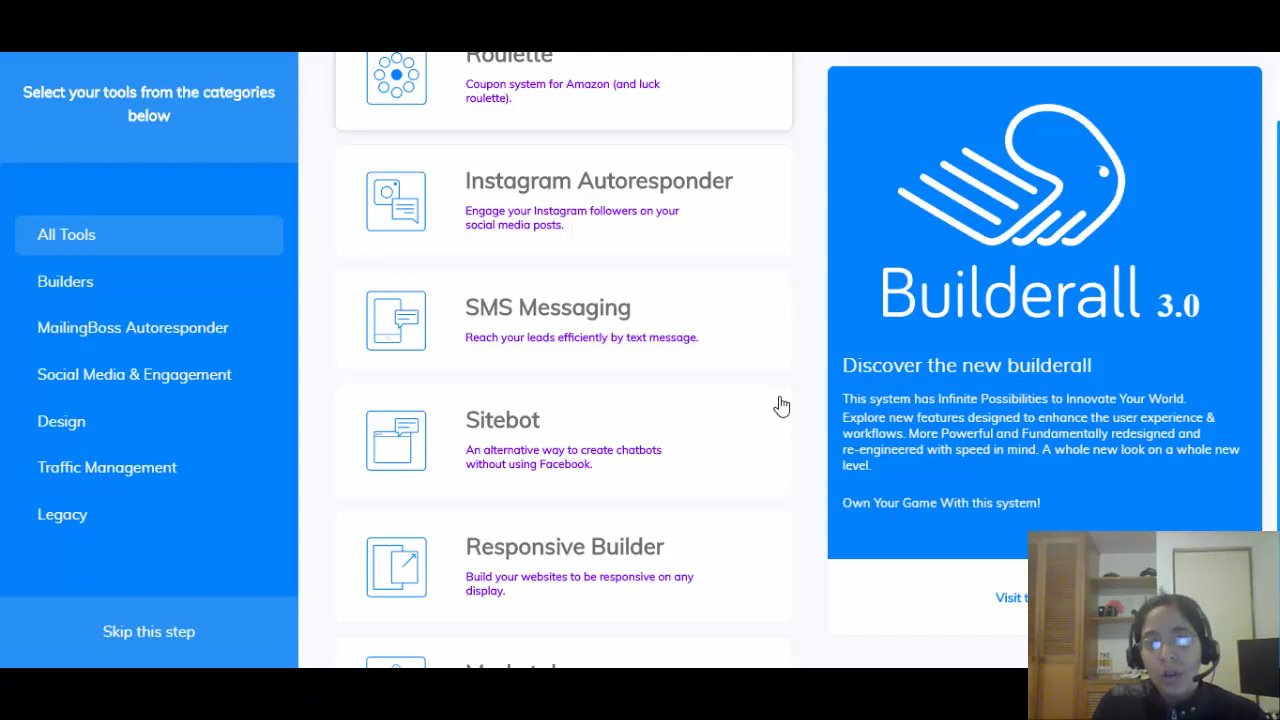 Select your tools from the categories
below
All Tools
Builders
MailingBoss Autoresponder
Social Media & Engagement
Design
Traffic Management
Legacy
Skip this step
Roulette
Coupon system for Amazon (and luck
roulette).
Instagram Autoresponder
Engage your Instagram followers on your
social media posts.
SMS Messaging
Reach your leads efficiently by text message.
Sitebot
An alternative way to create chatbots
without using Facebook.
Responsive Builder
Build your websites to be responsive on any
display.
Builderall 3.0
Discover the new builderall
This system has Infinite Possibilities to Innovate Your World.
Explore new features designed to enhance the user experience &
workflows. More Powerful and Fundamentally redesigned and
re-engineered with speed in mind. A whole new look on a whole new
level.
Own Your Game With this system!
Visit